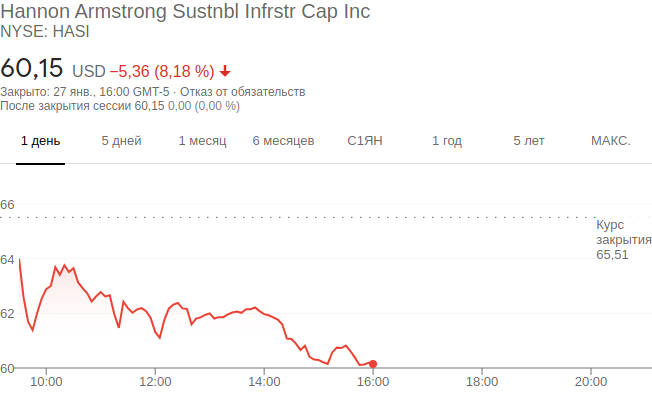 Hannon Armstrong Sustnbl Infrstr Cap Inc
NYSE: HASI
60,15 USD −5,36 (8,18 %)
Закрыто: 27 янв., 16:00 GMT-5 · Отказ от обязательств
После закрытия сессии 60,15 0,00 (0,00 %)
1 день 5 дней 1 месяц 6 месяцев С1ЯН 1 год 5 лет МАКС.
66
Курс
закрытия
65,51
64
62
60
10:00 12:00 14:00 16:00 18:00 20:00